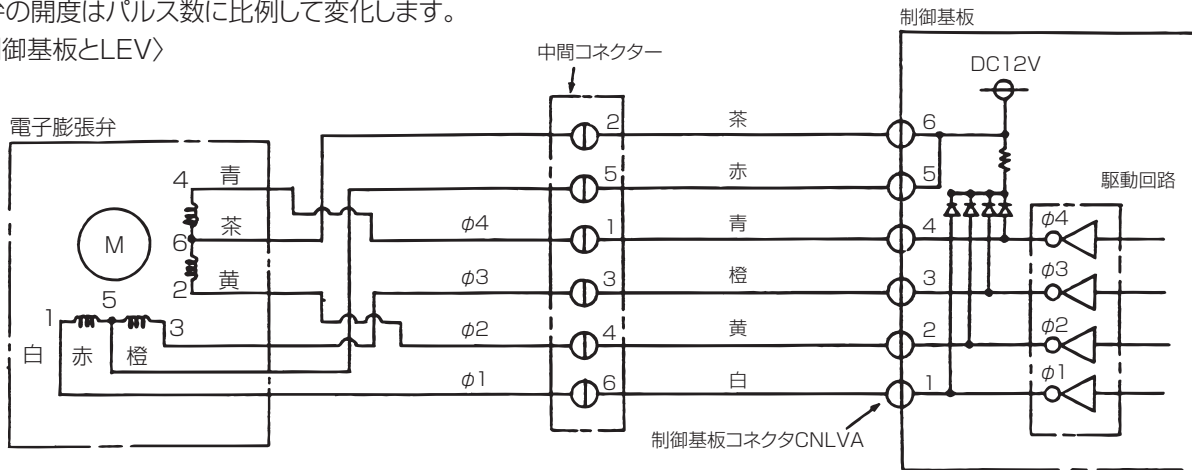 弁の開度はパルス数に比例して変化します。
御基板とLEV〉
制御基板
中間コネクター
DC12V
電子膨張弁
駆動回路
2 茶 6
5 赤 5
4 青
茶
6
黄
2
M
φ4 1 青 4 φ4
φ3 3 橙 3 φ3
φ2 4 黄 2 φ2
φ1 6 白 1 φ1
5
1 3
白 赤 橙
制御基板コネクタCNLVA